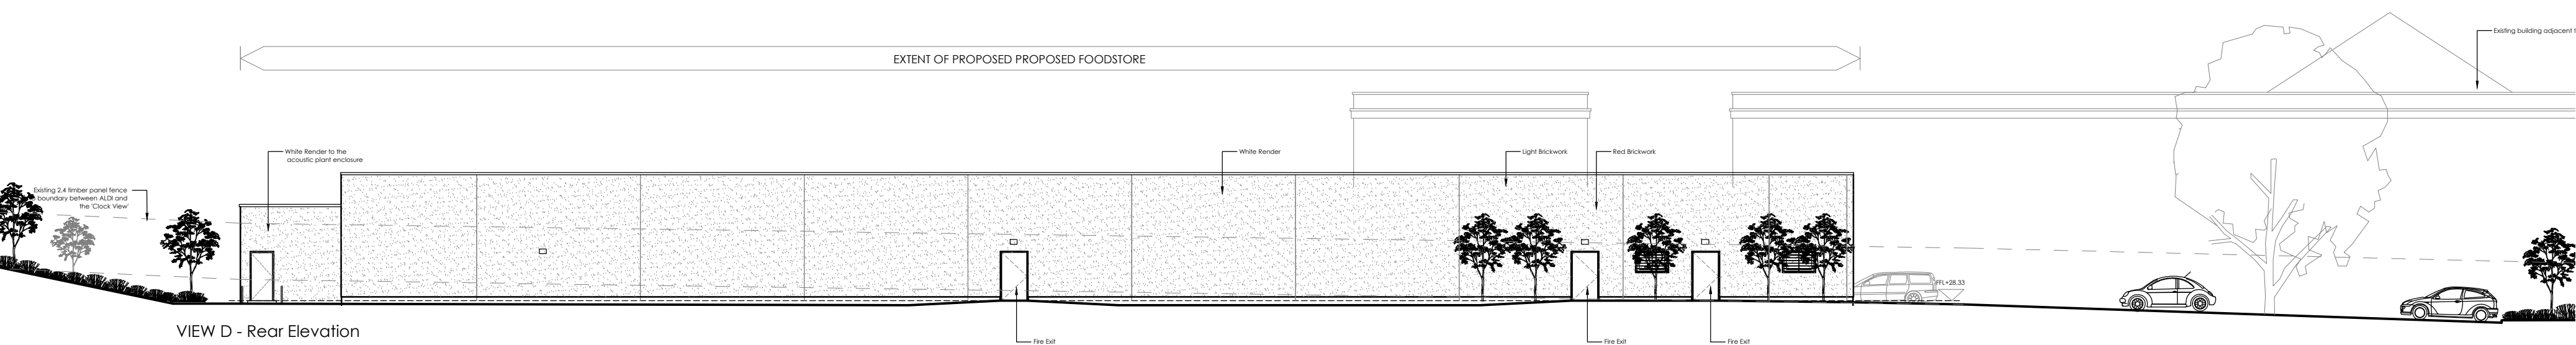 EXTENT OF PROPOSED PROPOSED FOODSTORE
Existing building adjacent
White Render to the
acoustic plant enclosure
White Render
Light Brickwork
Red Brickwork
Existing 2.4 timber panel fence
boundary between ALDI and
the 'Clock View'
FFL+28.33
VIEW D - Rear Elevation
Fire Exit
Fire Exit
Fire Exit